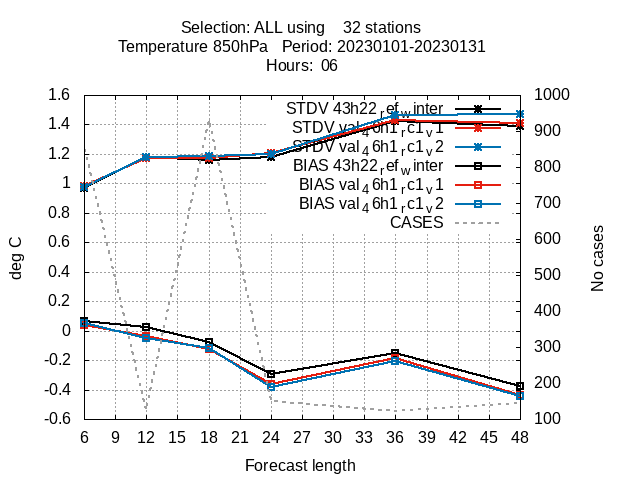 Selection: ALL using 32 stations
Temperature 850hPa Period: 20230101-20230131
Hours: 06
STDV 43h22_ref_winter
STDV val_46h1_rc1_v1
STDV val_46h1_rc1_v2
BIAS 43h22_ref_winter
BIAS val_46h1_rc1_v1
BIAS val_46h1_rc1_v2
CASES
1.6
1.4
1.2
1
0.8
0.6
0.4
0.2
0
-0.2
-0.4
-0.6
deg C
1000
900
800
700
600
500
400
300
200
100
No cases
6 9 12 15 18 21 24 27 30 33 36 39 42 45 48
Forecast length